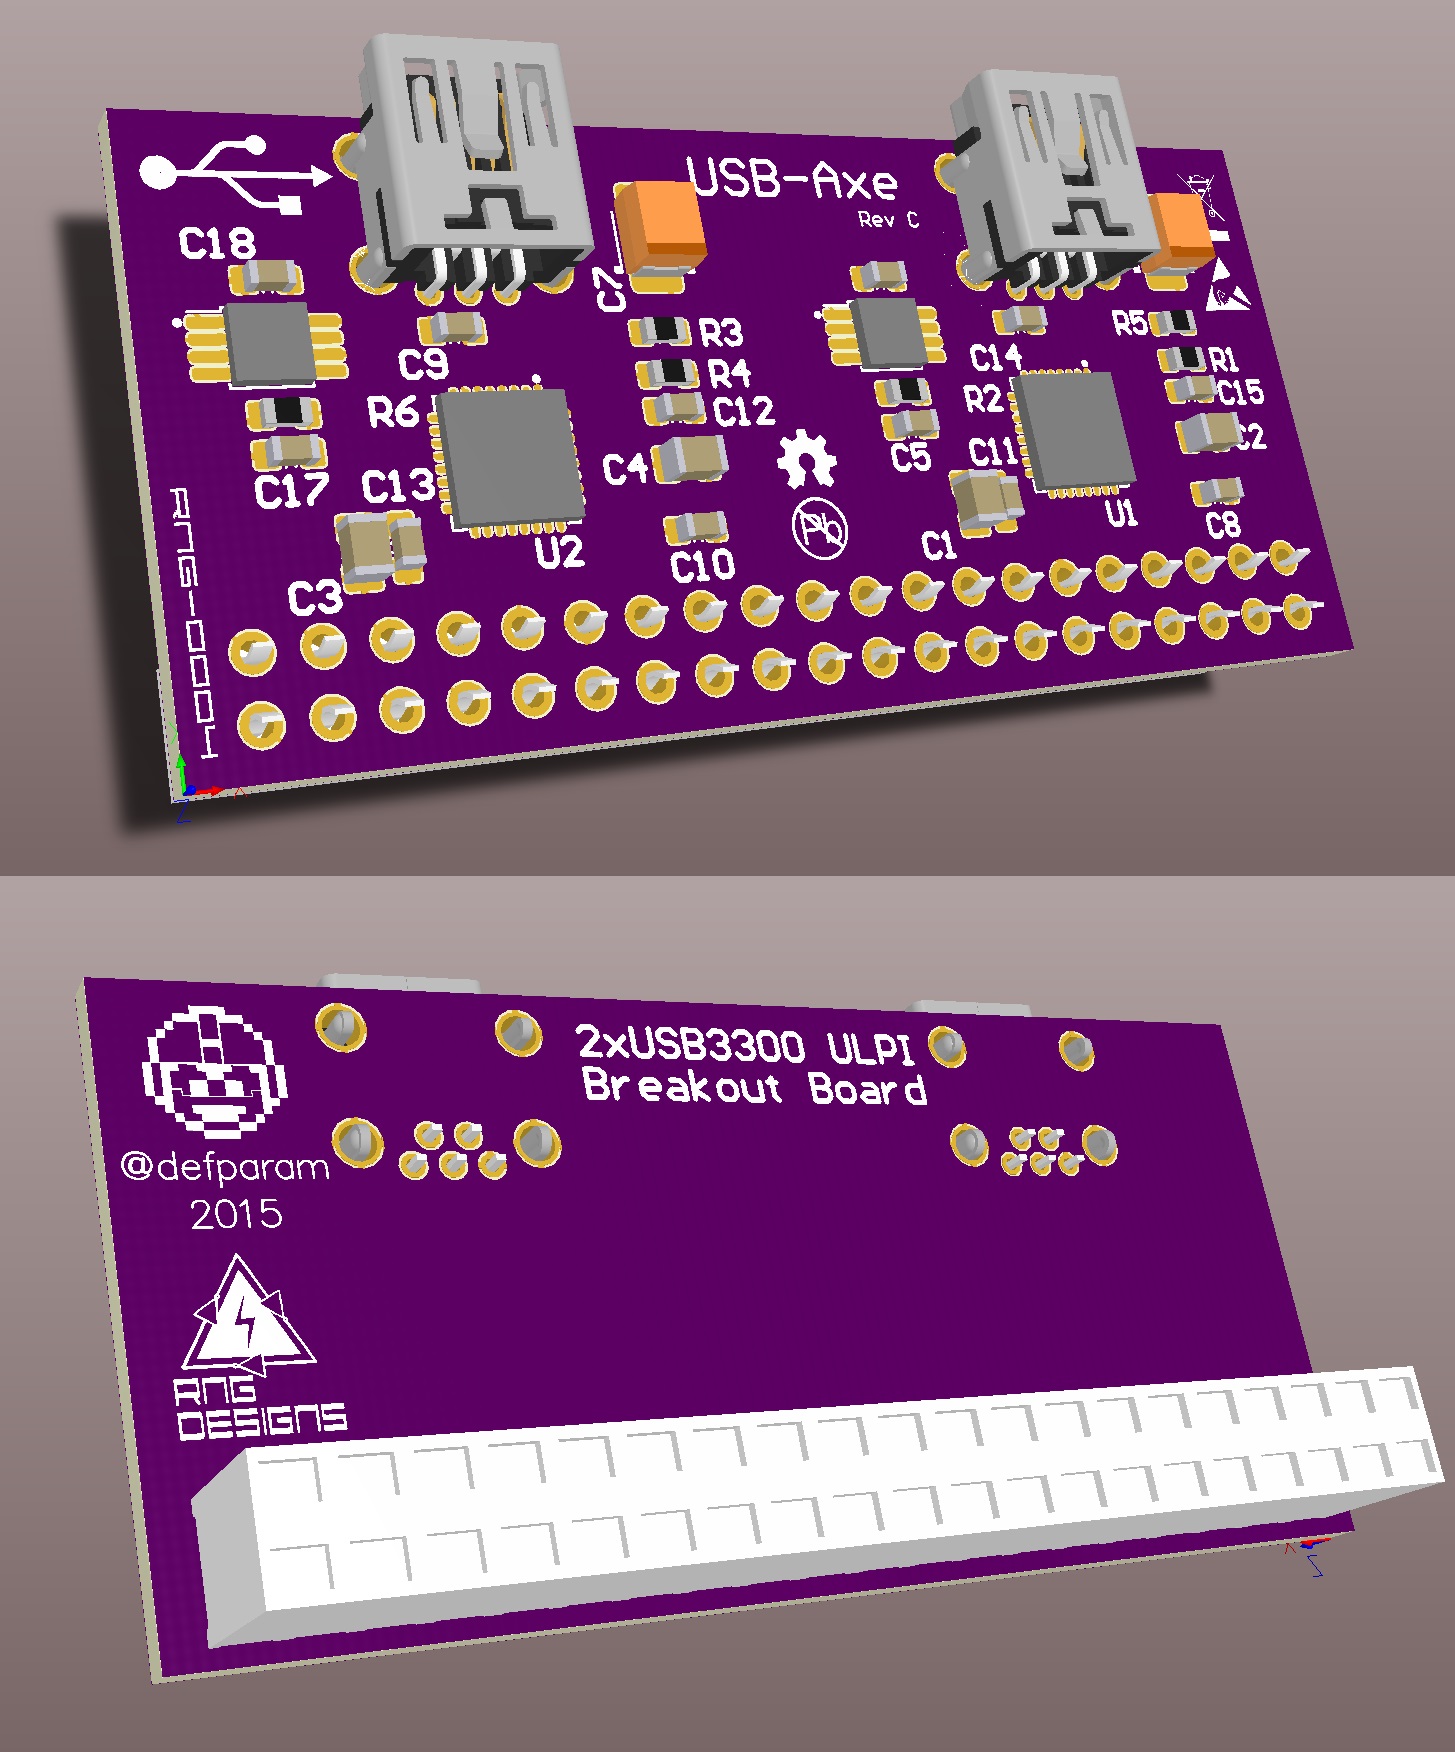 USB-Axe
Rev C
C18
C7
C9
R3
R4
C12
R6
C17
C13
C4
C3
U2
C10
Pb
R5
C14
R1
R2
C15
C5
C11
C2
C1
U1
C8
RNG-0001
2xUSB3300 ULPI
Breakout Board
@defparam
2015
RNG
DESIGNS